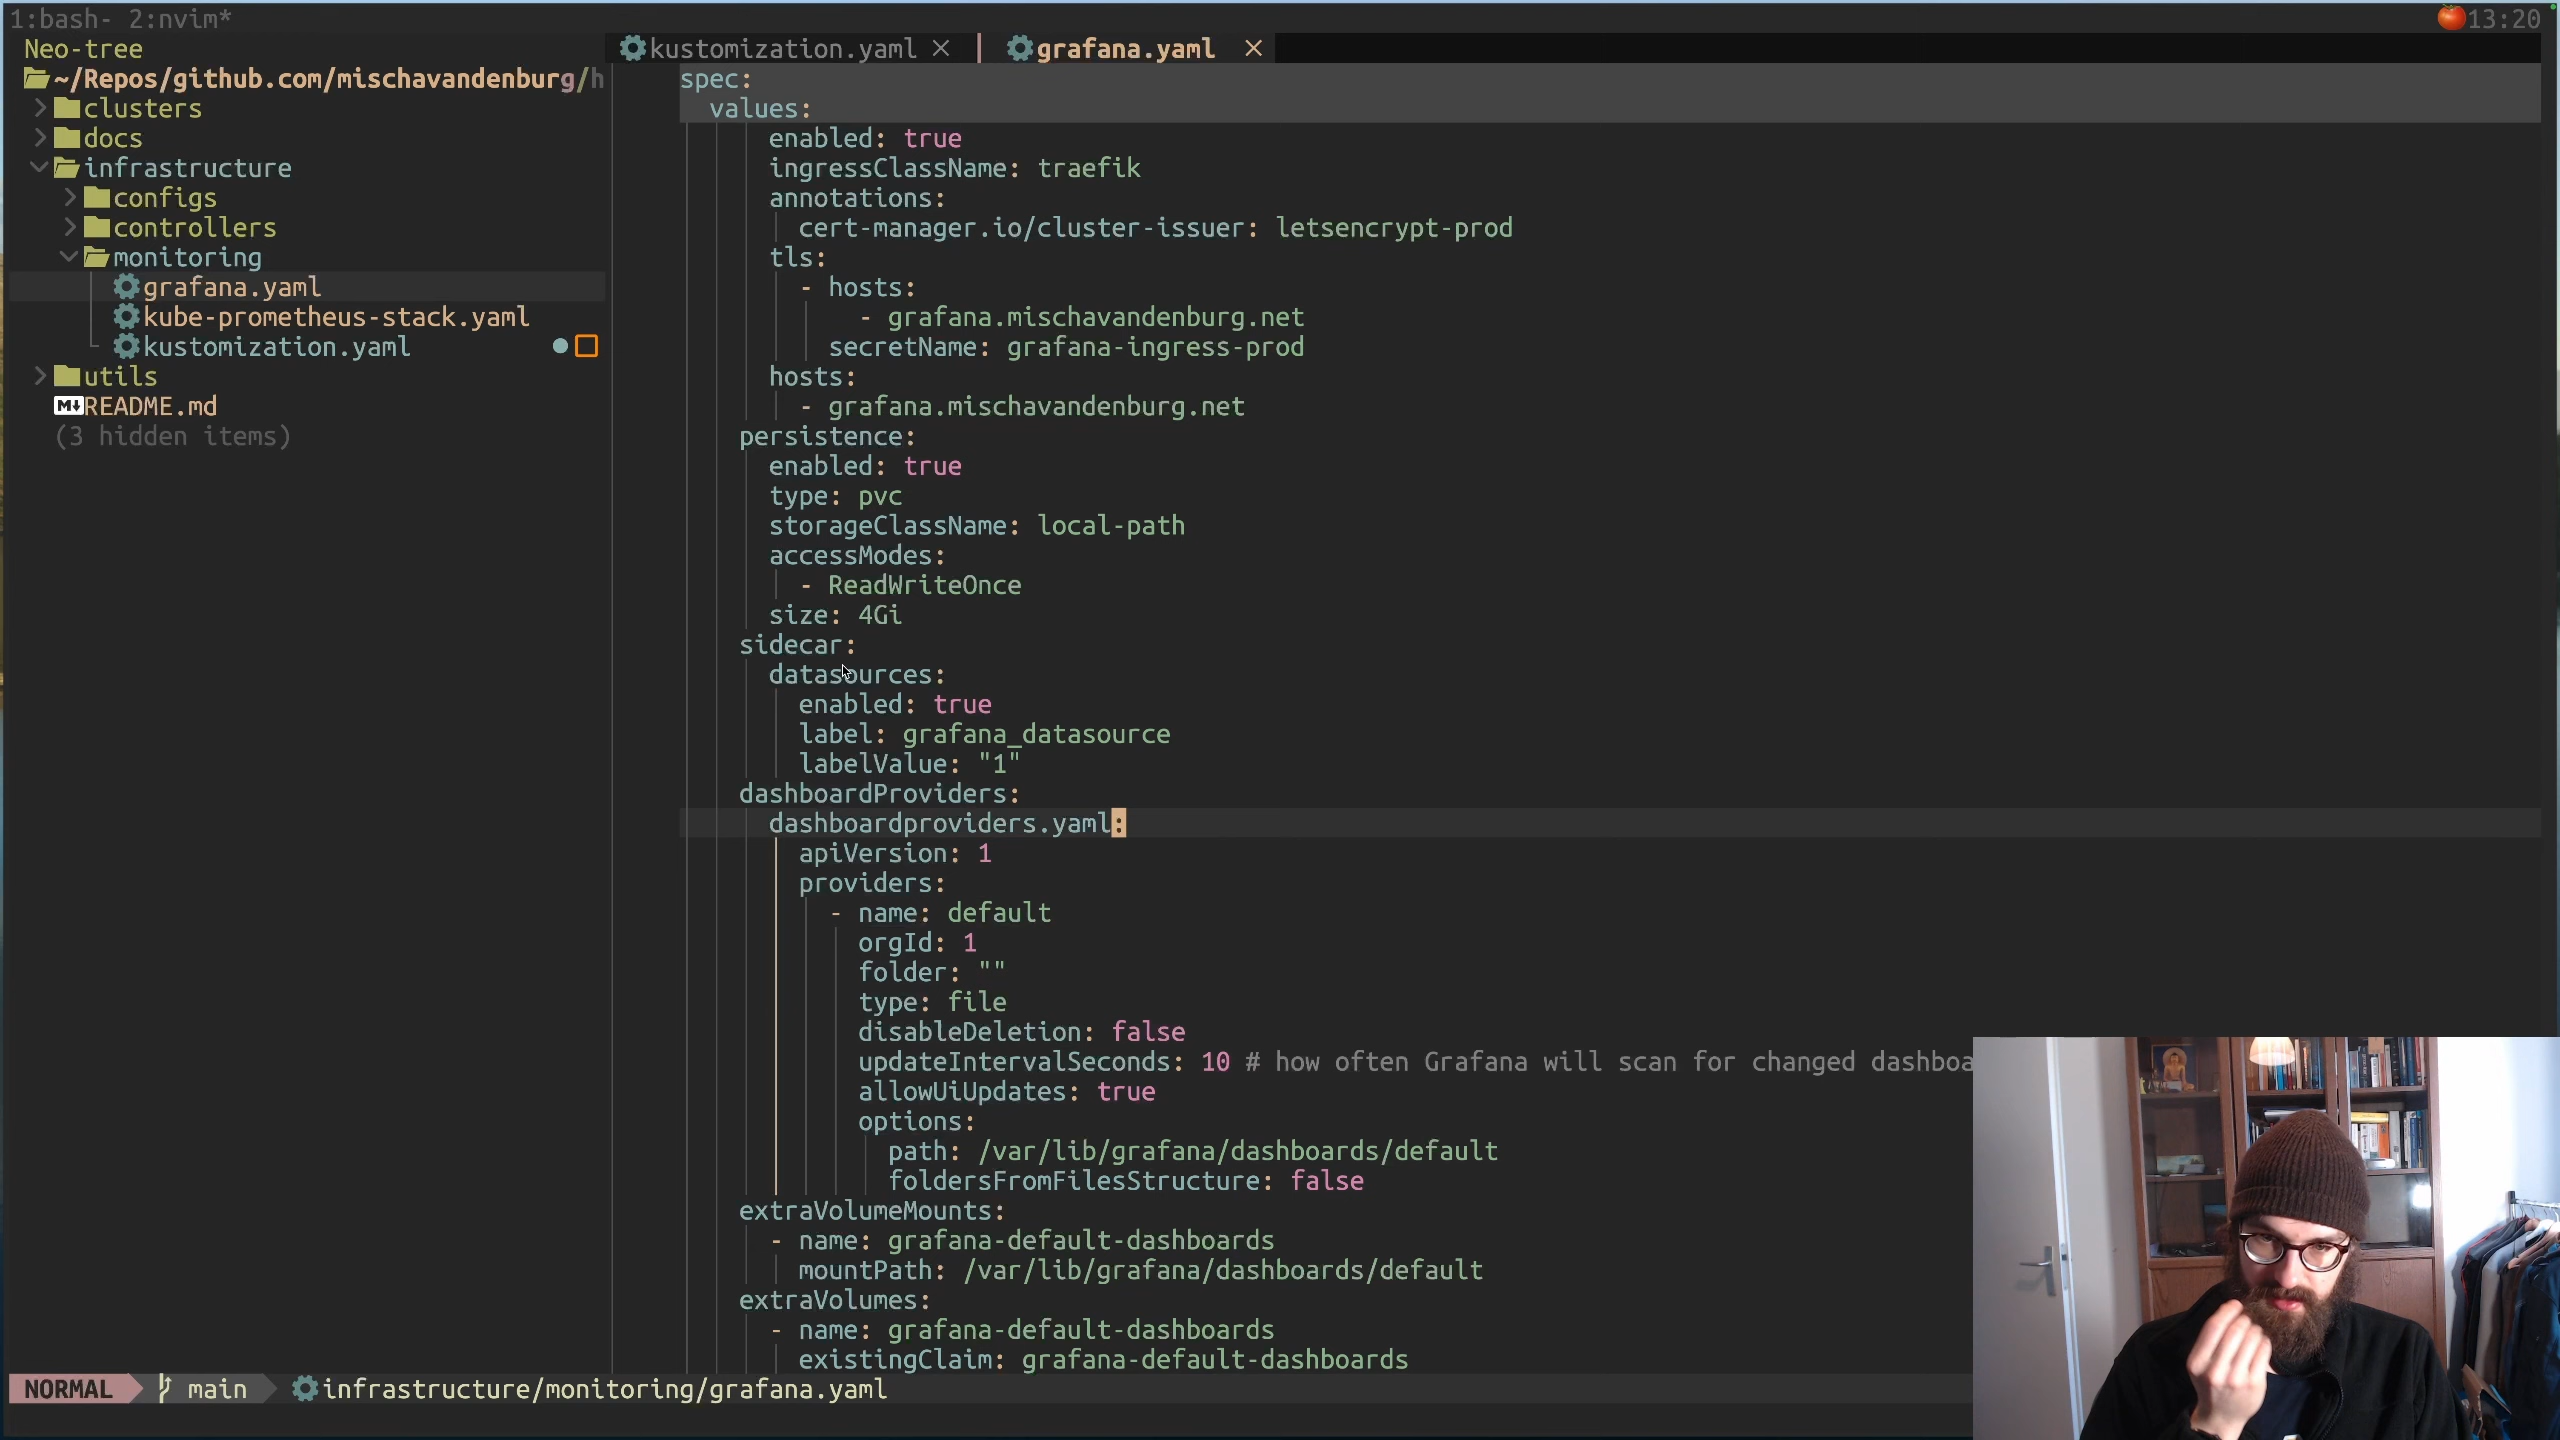 1:bash- 2:nvim*
13:20
Neo-tree
~/Repos/github.com/mischavandenburg/h
clusters
docs
infrastructure
configs
controllers
monitoring
grafana.yaml
kube-prometheus-stack.yaml
kustomization.yaml
utils
README.md
(3 hidden items)
kustomization.yaml
grafana.yaml
spec:
  values:
      enabled: true
      ingressClassName: traefik
      annotations:
        cert-manager.io/cluster-issuer: letsencrypt-prod
      tls:
        - hosts:
            - grafana.mischavandenburg.net
          secretName: grafana-ingress-prod
      hosts:
        - grafana.mischavandenburg.net
    persistence:
      enabled: true
      type: pvc
      storageClassName: local-path
      accessModes:
        - ReadWriteOnce
      size: 4Gi
    sidecar:
      datasources:
        enabled: true
        label: grafana_datasource
        labelValue: "1"
    dashboardProviders:
      dashboardproviders.yaml:
        apiVersion: 1
        providers:
          - name: default
            orgId: 1
            folder: ""
            type: file
            disableDeletion: false
            updateIntervalSeconds: 10 # how often Grafana will scan for changed dashboa
            allowUiUpdates: true
            options:
              path: /var/lib/grafana/dashboards/default
              foldersFromFilesStructure: false
    extraVolumeMounts:
      - name: grafana-default-dashboards
        mountPath: /var/lib/grafana/dashboards/default
    extraVolumes:
      - name: grafana-default-dashboards
        existingClaim: grafana-default-dashboards
NORMAL main infrastructure/monitoring/grafana.yaml